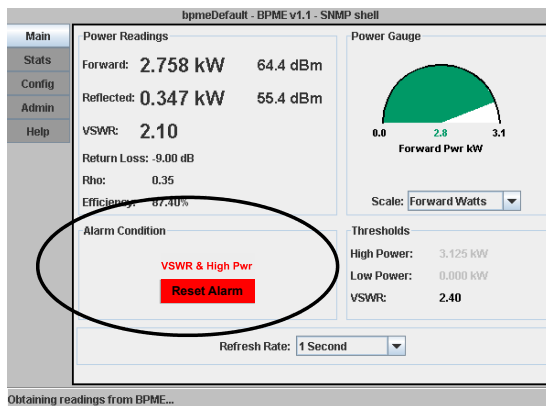 bpmeDefault - BPME v1.1 - SNMP shell
Main
Stats
Config
Admin
Help
Power Readings
Forward: 2.758 kW 64.4 dBm
Reflected: 0.347 kW 55.4 dBm
VSWR: 2.10
Return Loss: -9.00 dB
Rho: 0.35
Efficiency: 87.40%
Power Gauge
0.0 2.8 3.1
Forward Pwr kW
Scale: Forward Watts
Alarm Condition
VSWR & High Pwr
Reset Alarm
Thresholds
High Power: 3.125 kW
Low Power: 0.000 kW
VSWR: 2.40
Refresh Rate: 1 Second
Obtaining readings from BPME...